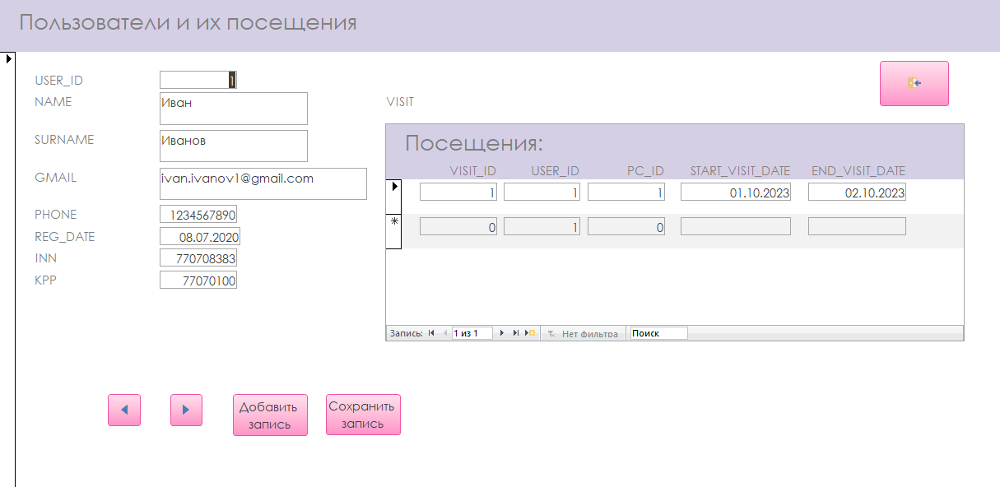 Пользователи и их посещения
USER_ID 1
NAME Иван
SURNAME Иванов
GMAIL ivan.ivanov1@gmail.com
PHONE 1234567890
REG_DATE 08.07.2020
INN 770708383
KPP 77070100
VISIT
Посещения:
VISIT_ID USER_ID PC_ID START_VISIT_DATE END_VISIT_DATE
1 1 1 01.10.2023 02.10.2023
0 1 0
Запись: 1 из 1 Нет фильтра Поиск
Добавить запись
Сохранить запись